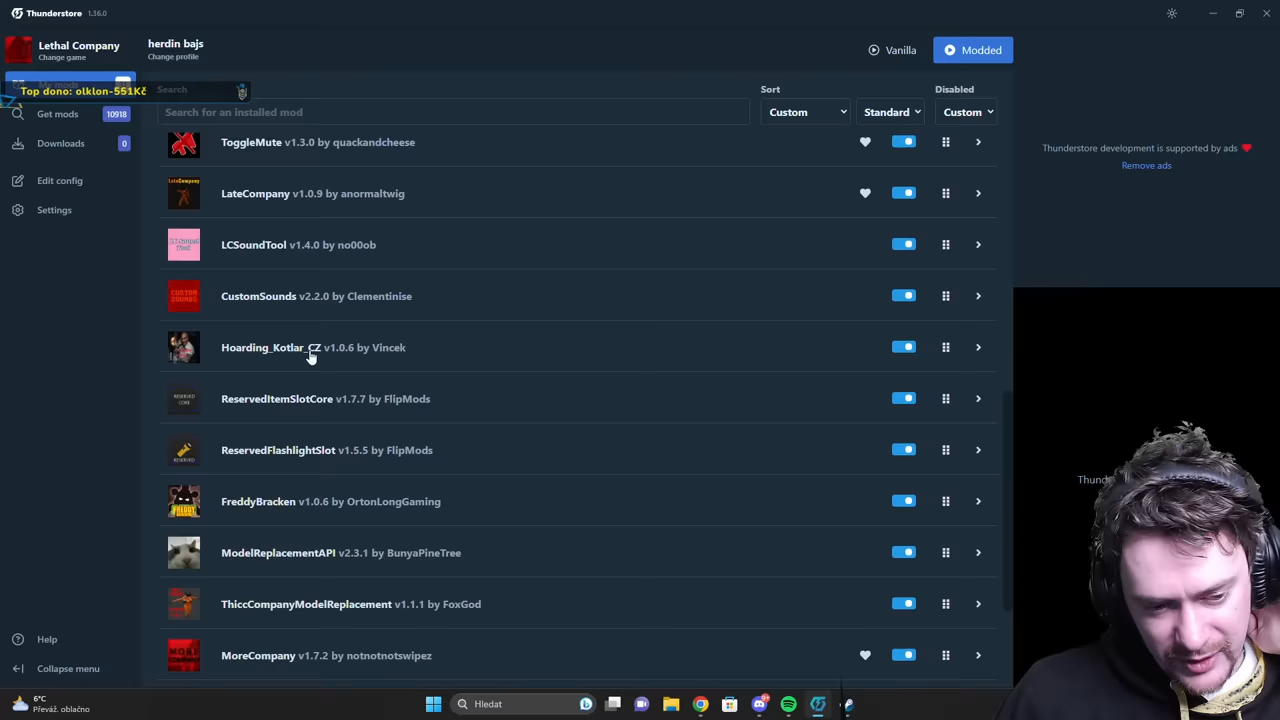 Thunderstore 1.36.0
Lethal Company
Change game
herdin bajs
Change profile
Vanilla
Modded
Top dono: olklon-551Kč
Search
Sort
Disabled
Search for an installed mod
Custom
Standard
Custom
Get mods 10918
Downloads 0
Edit config
Settings
ToggleMute v1.3.0 by quackandcheese
LateCompany v1.0.9 by anormaltwig
LCSoundTool v1.4.0 by no00ob
CustomSounds v2.2.0 by Clementinise
Hoarding_Kotlar_CZ v1.0.6 by Vincek
ReservedItemSlotCore v1.7.7 by FlipMods
ReservedFlashlightSlot v1.5.5 by FlipMods
FreddyBracken v1.0.6 by OrtonLongGaming
ModelReplacementAPI v2.3.1 by BunyaPineTree
ThiccCompanyModelReplacement v1.1.1 by FoxGod
MoreCompany v1.7.2 by notnotnotswipez
Thunderstore development is supported by ads
Remove ads
Thun
Help
Collapse menu
6°C
Převáž. oblačno
Hledat